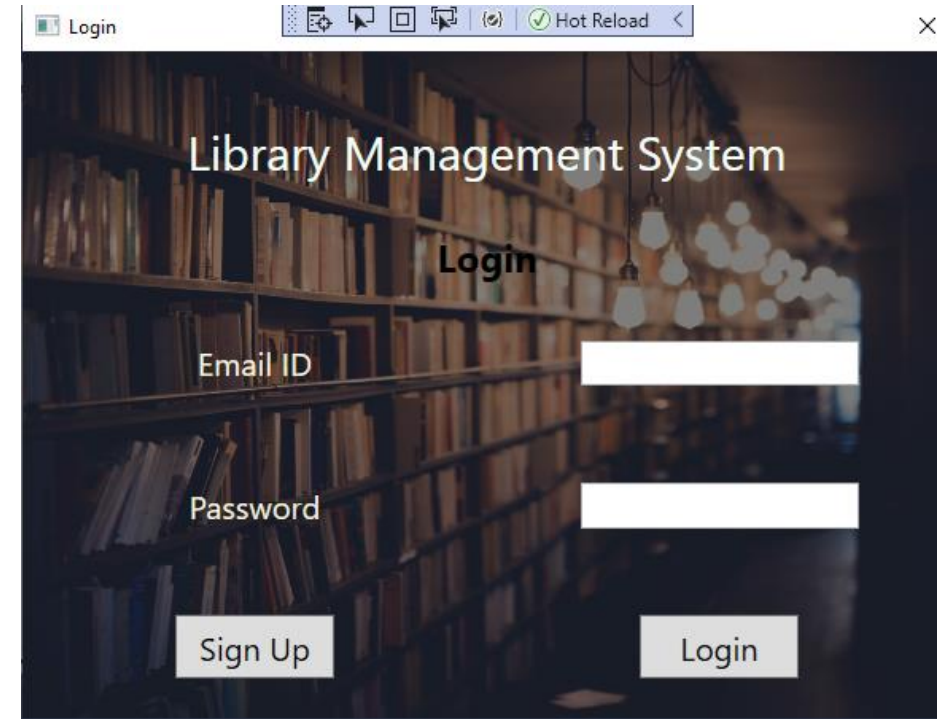 Login
Hot Reload
Library Management System
Login
Email ID
Password
Sign Up Login